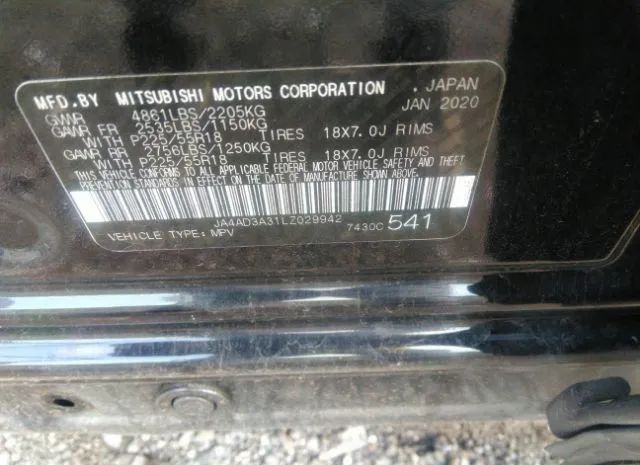 MFD.BY MITSUBISHI MOTORS CORPORATION . JAPAN
GVWR 4861LBS/2205KG JAN 2020
GAWR FR 2535LBS/1150KG
WITH P225/55R18 TIRES 18X7.0J RIMS
GAWR RR 2756LBS/1250KG
WITH P225/55R18 TIRES 18X7.0J RIMS
THIS VEHICLE CONFORMS TO ALL APPLICABLE FEDERAL MOTOR VEHICLE SAFETY AND THEFT
PREVENTION STANDARDS IN EFFECT ON THE DATE OF MANUFACTURE SHOWN ABOVE.
JA4AD3A31LZ029942
VEHICLE TYPE: MPV 7430C 541